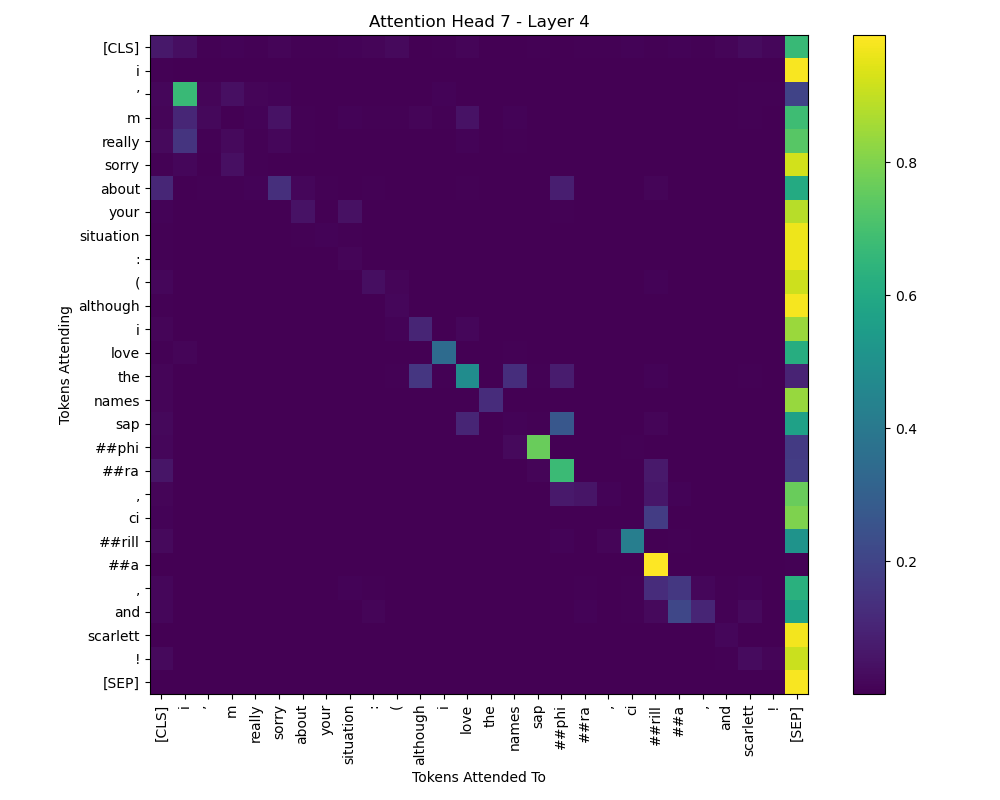 Attention Head 7 - Layer 4
Tokens Attending
[CLS]
i
’
m
really
sorry
about
your
situation
:
(
although
i
love
the
names
sap
##phi
##ra
,
ci
##rill
##a
,
and
scarlett
!
[SEP]
[CLS]
i
’
m
really
sorry
about
your
situation
:
(
although
i
love
the
names
sap
##phi
##ra
,
ci
##rill
##a
,
and
scarlett
!
[SEP]
Tokens Attended To
0.8
0.6
0.4
0.2